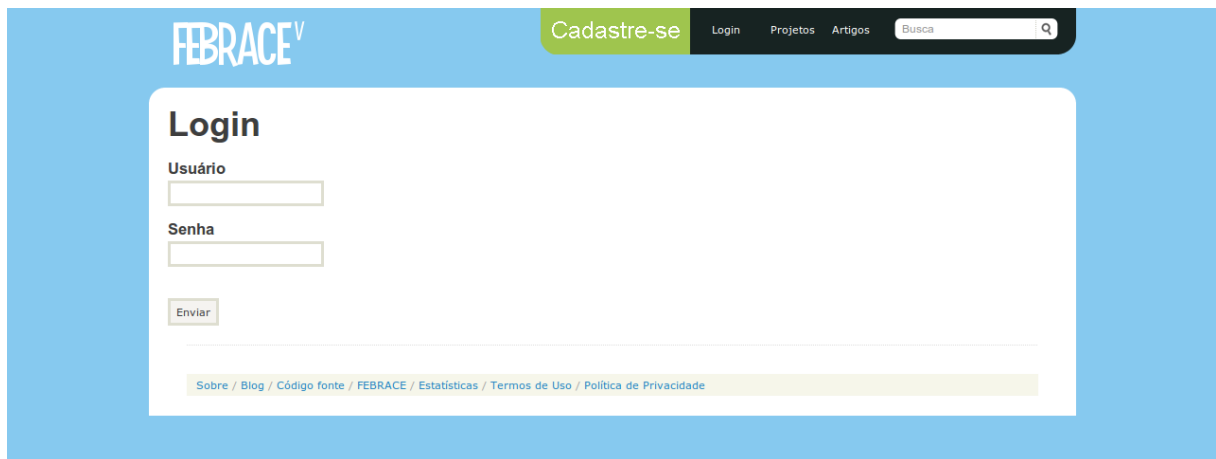 FEBRACE V
Cadastre-se Login Projetos Artigos Busca
Login
Usuário
Senha
Enviar
Sobre / Blog / Código fonte / FEBRACE / Estatísticas / Termos de Uso / Política de Privacidade